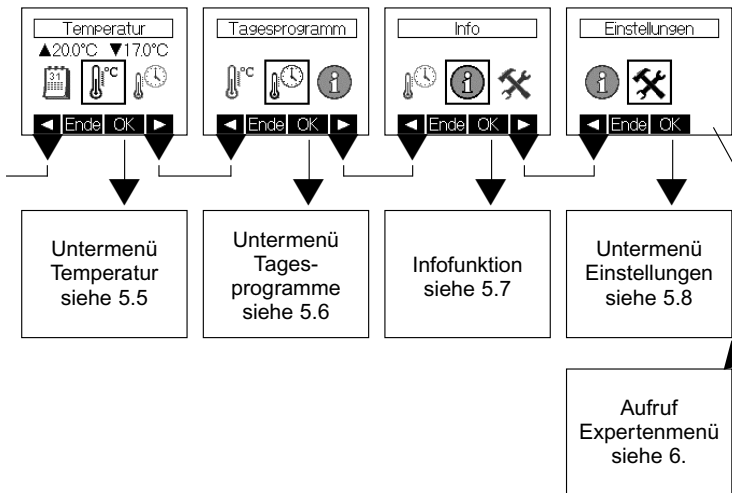 Temperatur
▲20.0°C ▼17.0°C
31
°C
◄ Ende OK ►
Tagesprogramm
°C
i
◄ Ende OK ►
Info
i
◄ Ende OK ►
Einstellungen
i
◄ Ende OK
Untermenü
Temperatur
siehe 5.5
Untermenü
Tages-
programme
siehe 5.6
Infofunktion
siehe 5.7
Untermenü
Einstellungen
siehe 5.8
Aufruf
Expertenmenü
siehe 6.